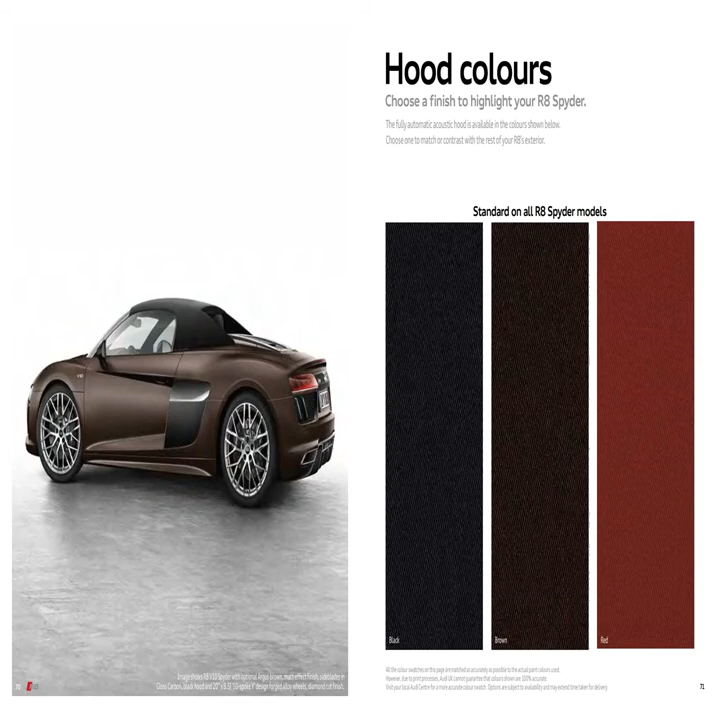 Hood colours
Choose a finish to highlight your R8 Spyder.
The fully automatic acoustic hood is available in the colours shown below.
Choose one to match or contrast with the rest of your R8's exterior.
Standard on all R8 Spyder models
Black
Brown
Red
Image shows R8 V10 Spyder with optional Argus brown, matt effect finish, sideblades in
Gloss Carbon, black hood and 20" x 8.5J '10-spoke Y' design forged alloy wheels, diamond cut finish.
70
All the colour swatches on this page are matched as accurately as possible to the actual paint colours used.
However, due to print processes, Audi UK cannot guarantee that colours shown are 100% accurate.
Visit your local Audi Centre for a more accurate colour swatch. Options are subject to availability and may extend time taken for delivery.
71